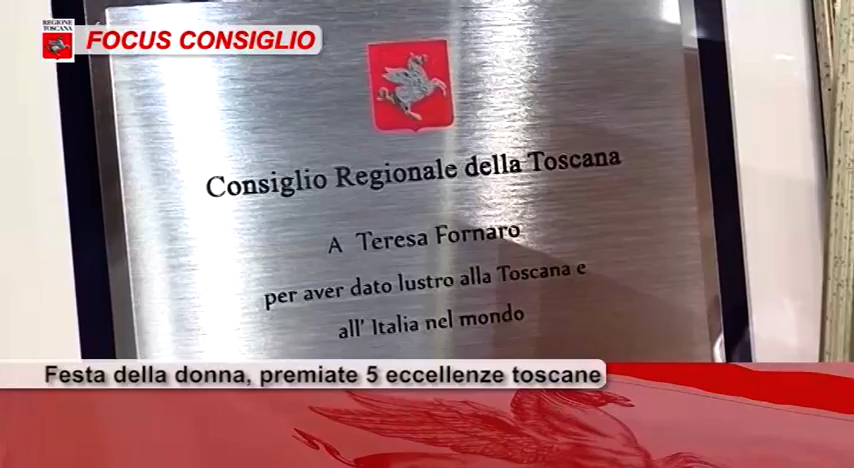 REGIONE
TOSCANA
FOCUS CONSIGLIO
Consiglio Regionale della Toscana
A Teresa Fornaro
per aver dato lustro alla Toscana e
all' Italia nel mondo
Festa della donna, premiate 5 eccellenze toscane